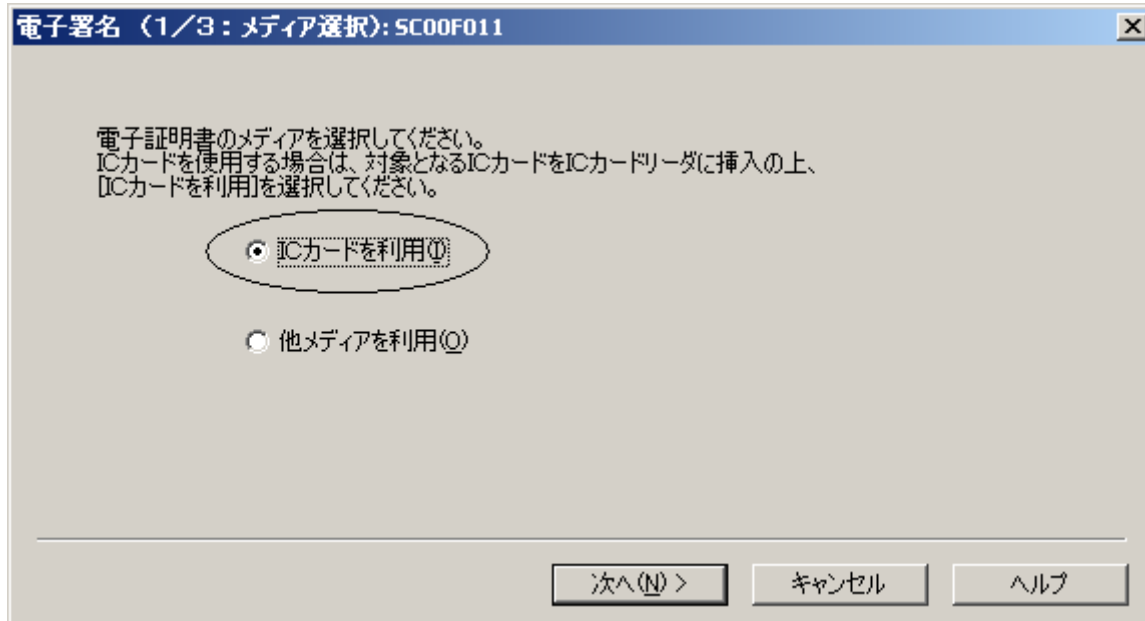 電子署名 (1/3:メディア選択):SC00F011
電子証明書のメディアを選択してください。
ICカードを使用する場合は、対象となるICカードをICカードリーダに挿入の上、
[ICカードを利用]を選択してください。
ICカードを利用(I)
他メディアを利用(O)
次へ(N) >
キャンセル
ヘルプ